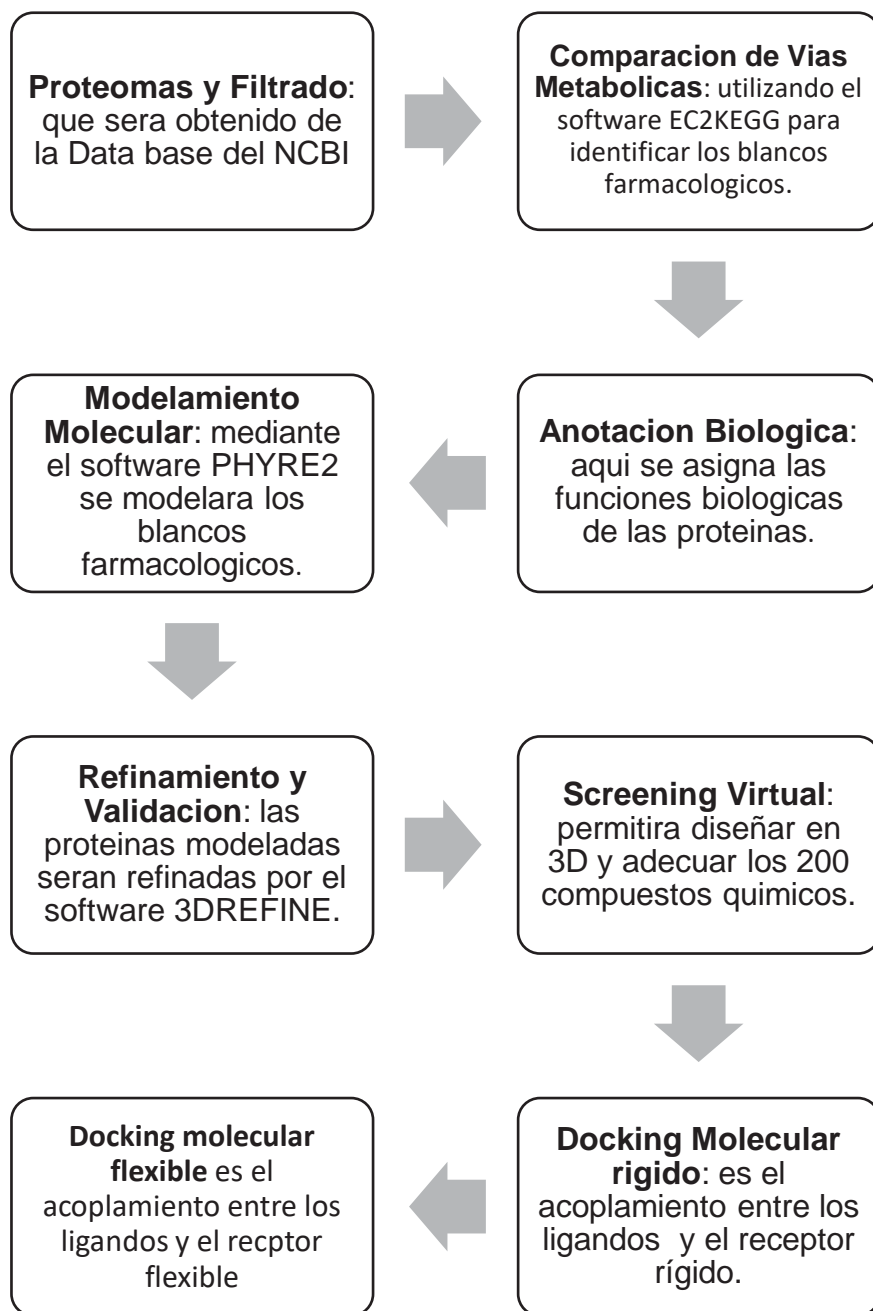 Proteomas y Filtrado:
que sera obtenido de
la Data base del NCBI
Comparacion de Vias
Metabolicas: utilizando el
software EC2KEGG para
identificar los blancos
farmacologicos.
Anotacion Biologica:
aqui se asigna las
funciones biologicas
de las proteinas.
Modelamiento
Molecular: mediante
el software PHYRE2
se modelara los
blancos
farmacologicos.
Refinamiento y
Validacion: las
proteinas modeladas
seran refinadas por el
software 3DREFINE.
Screening Virtual:
permitira diseñar en
3D y adecuar los 200
compuestos quimicos.
Docking Molecular
rigido: es el
acoplamiento entre los
ligandos y el receptor
rígido.
Docking molecular
flexible es el
acoplamiento entre los
ligandos y el recptor
flexible